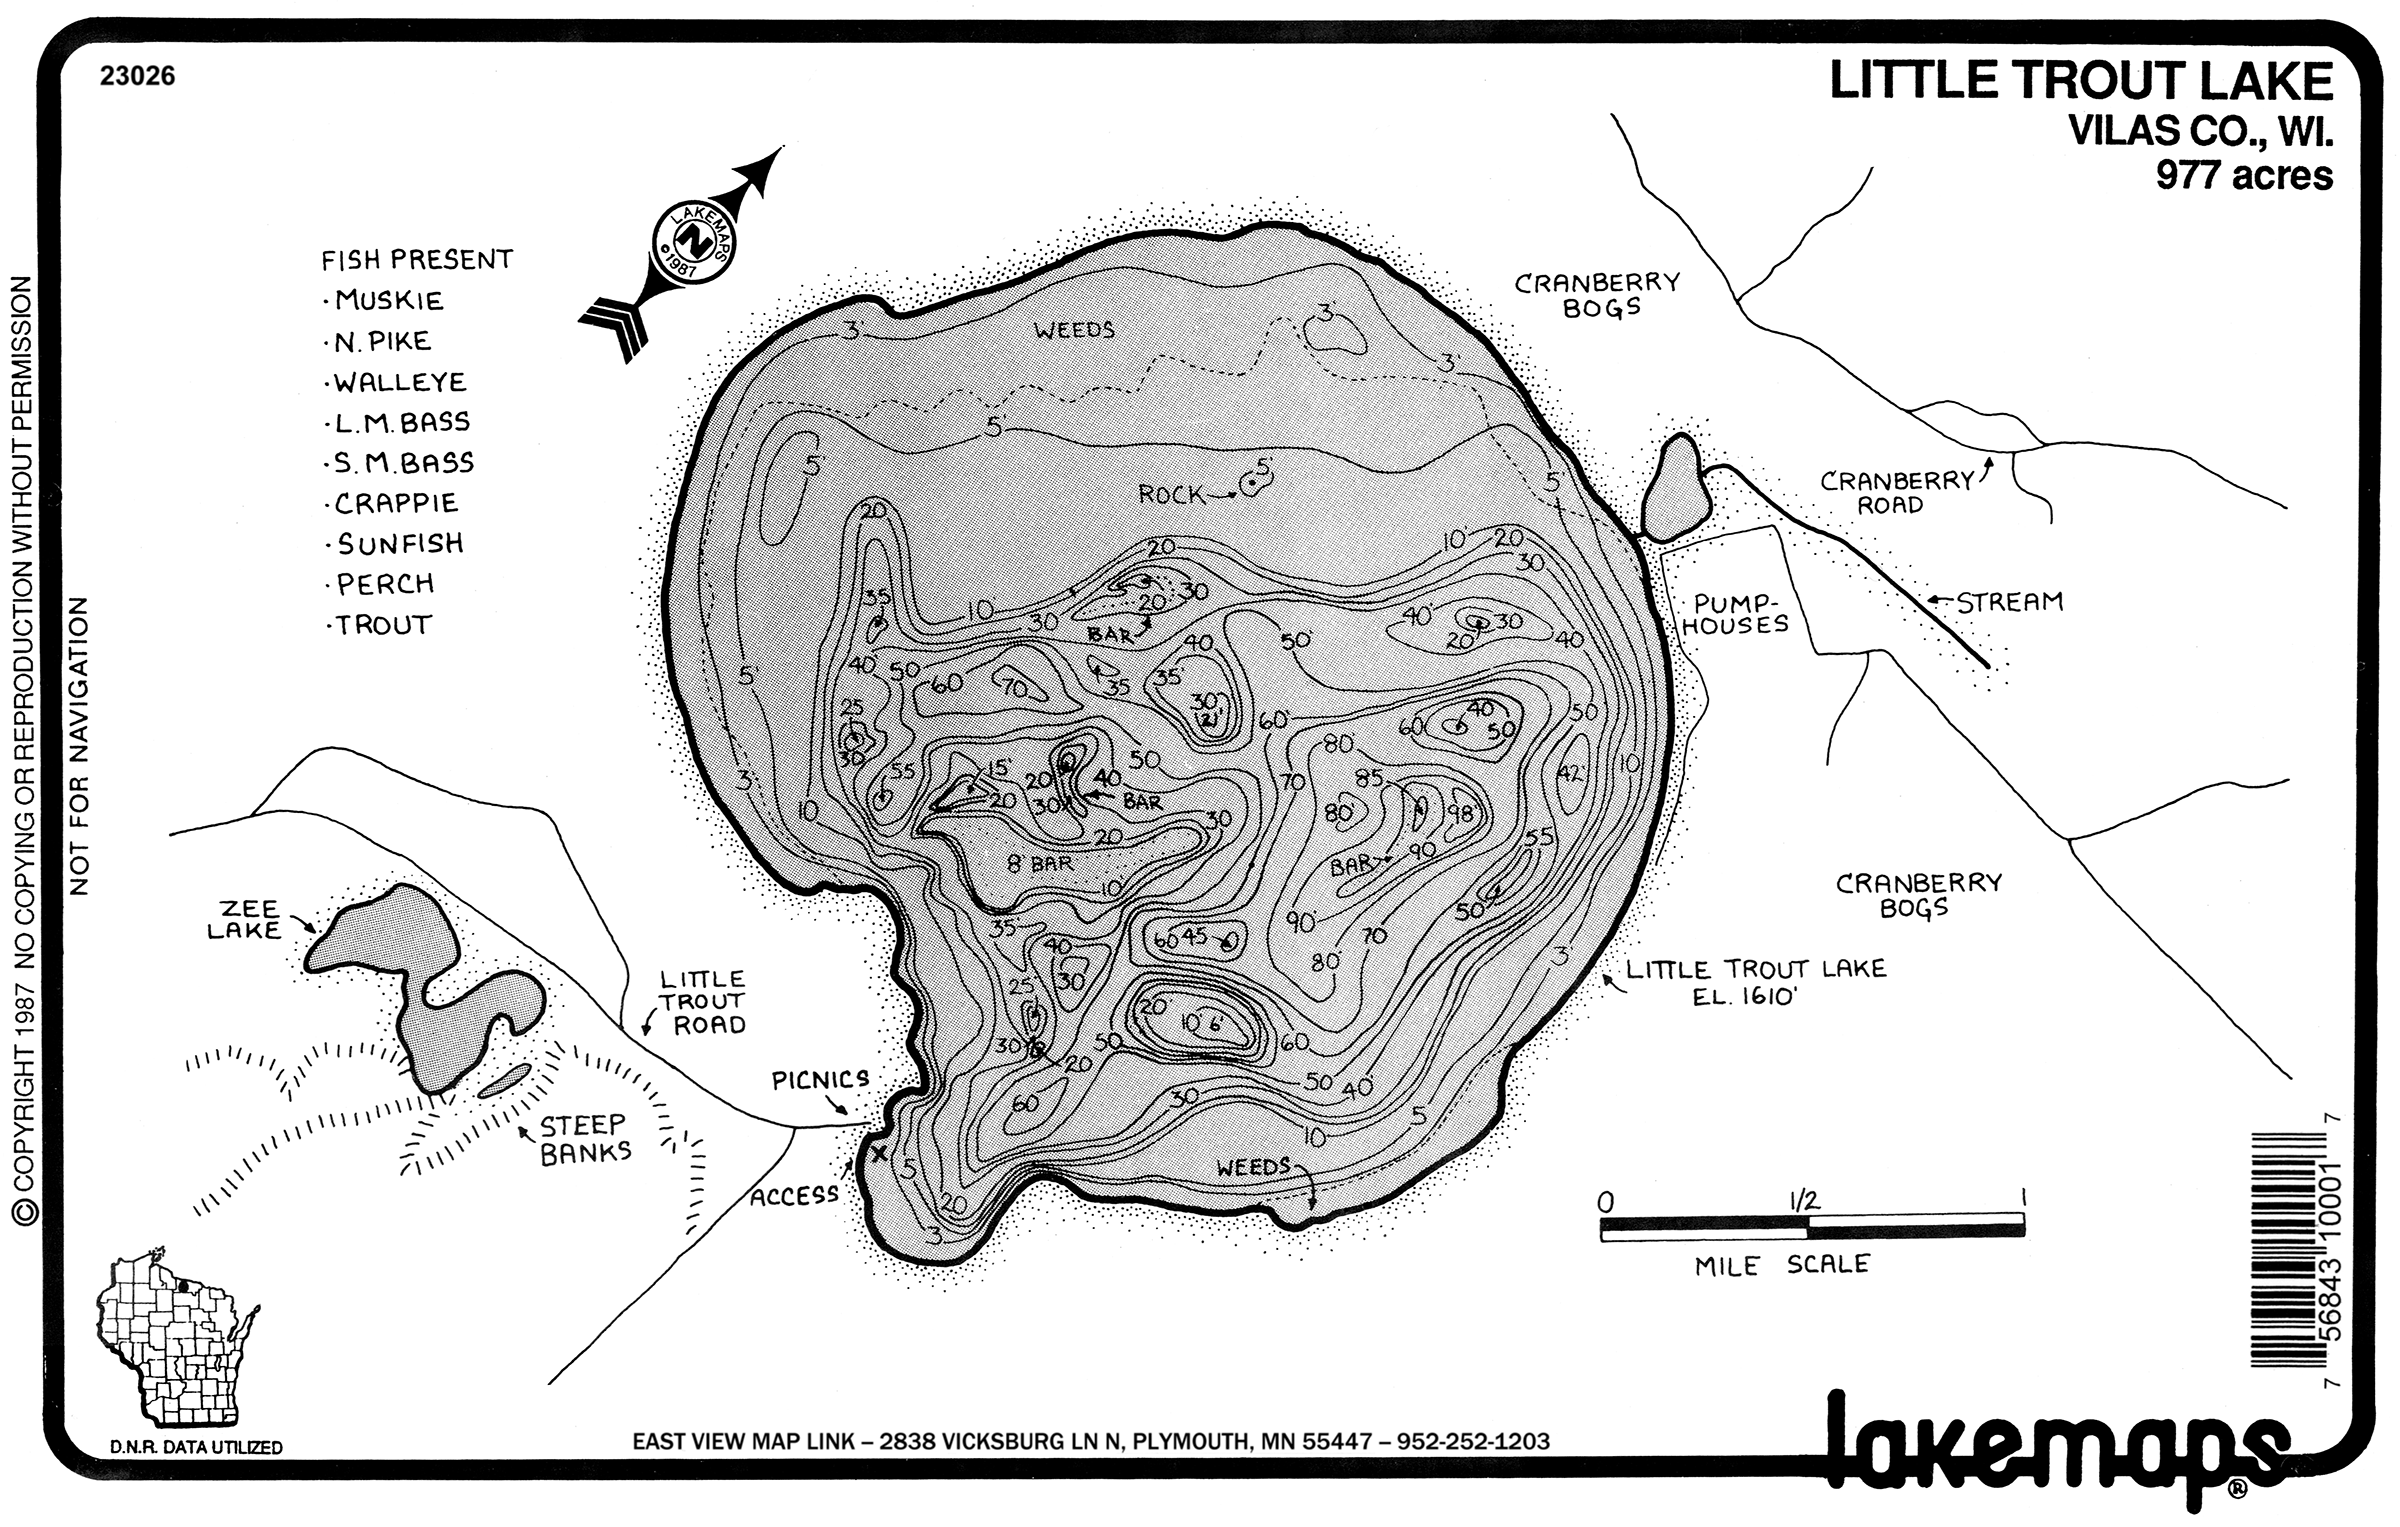 23026
LITTLE TROUT LAKE
VILAS CO., WI.
977 acres
LAKEMAPS
N
©1987
FISH PRESENT
·MUSKIE
·N. PIKE
·WALLEYE
·L.M. BASS
·S.M. BASS
·CRAPPIE
·SUNFISH
·PERCH
·TROUT
© COPYRIGHT 1987 NO COPYING OR REPRODUCTION WITHOUT PERMISSION
NOT FOR NAVIGATION
CRANBERRY
BOGS
CRANBERRY
ROAD
STREAM
PUMP-
HOUSES
CRANBERRY
BOGS
LITTLE TROUT LAKE
EL. 1610'
3'
WEEDS
3'
3'
5'
5'
ROCK
5'
5'
20
20
10'
20
30
35
10'
30
20'
30
BAR
40
50'
40'
20'
30
40
5'
40'
50
60
70
35
35'
30'
21'
60'
60
40
50
50
25
30
55
15'
20
20
30
40
50
BAR
80'
70
85
80'
98'
42'
10
3'
10
20
30
8' BAR
10'
BAR
90
55
50'
35'
40
30
60
45
90'
70
80'
3'
25'
20'
10'
6'
30
20
50
60
60
30
50
40'
5'
10
5
20
3'
WEEDS
ZEE
LAKE
LITTLE
TROUT
ROAD
PICNICS
X
ACCESS
STEEP
BANKS
0
1/2
1
MILE SCALE
D.N.R. DATA UTILIZED
EAST VIEW MAP LINK – 2838 VICKSBURG LN N, PLYMOUTH, MN 55447 – 952-252-1203
7 56843 10001 7
lakemaps®